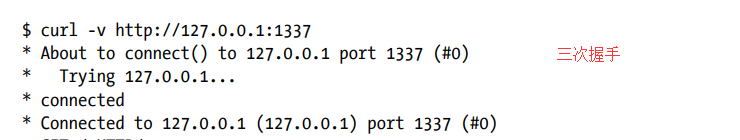 $ curl -v http://127.0.0.1:1337
* About to connect() to 127.0.0.1 port 1337 (#0) 三次握手
*   Trying 127.0.0.1...
* connected
* Connected to 127.0.0.1 (127.0.0.1) port 1337 (#0)